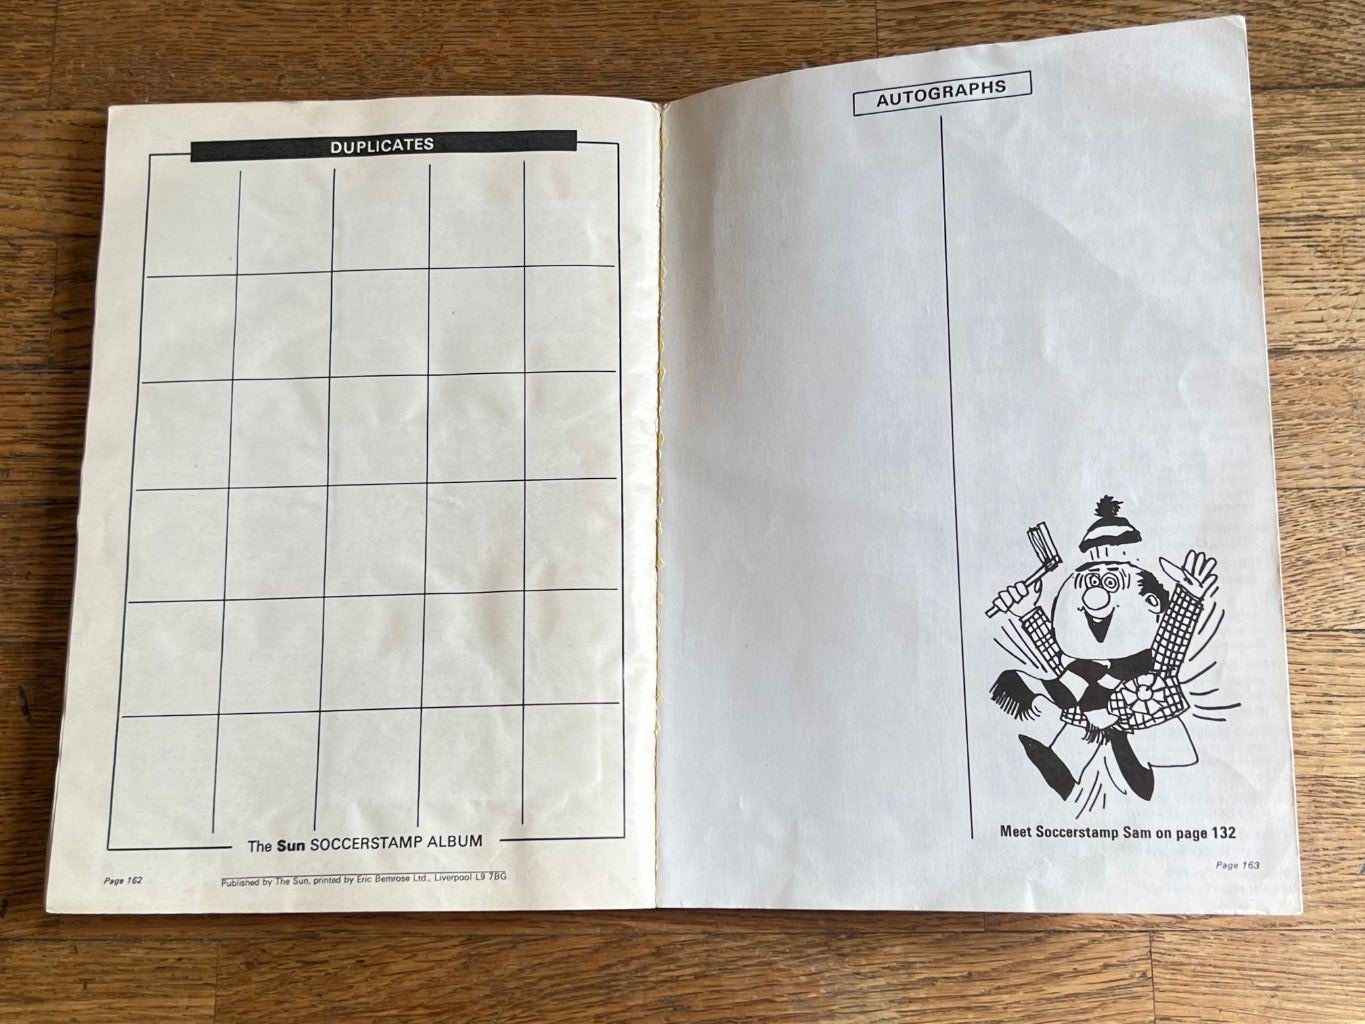 DUPLICATES
The Sun SOCCERSTAMP ALBUM
Page 162
Published by The Sun, printed by Eric Bemrose Ltd., Liverpool L9 7BG
AUTOGRAPHS
Meet Soccerstamp Sam on page 132
Page 163